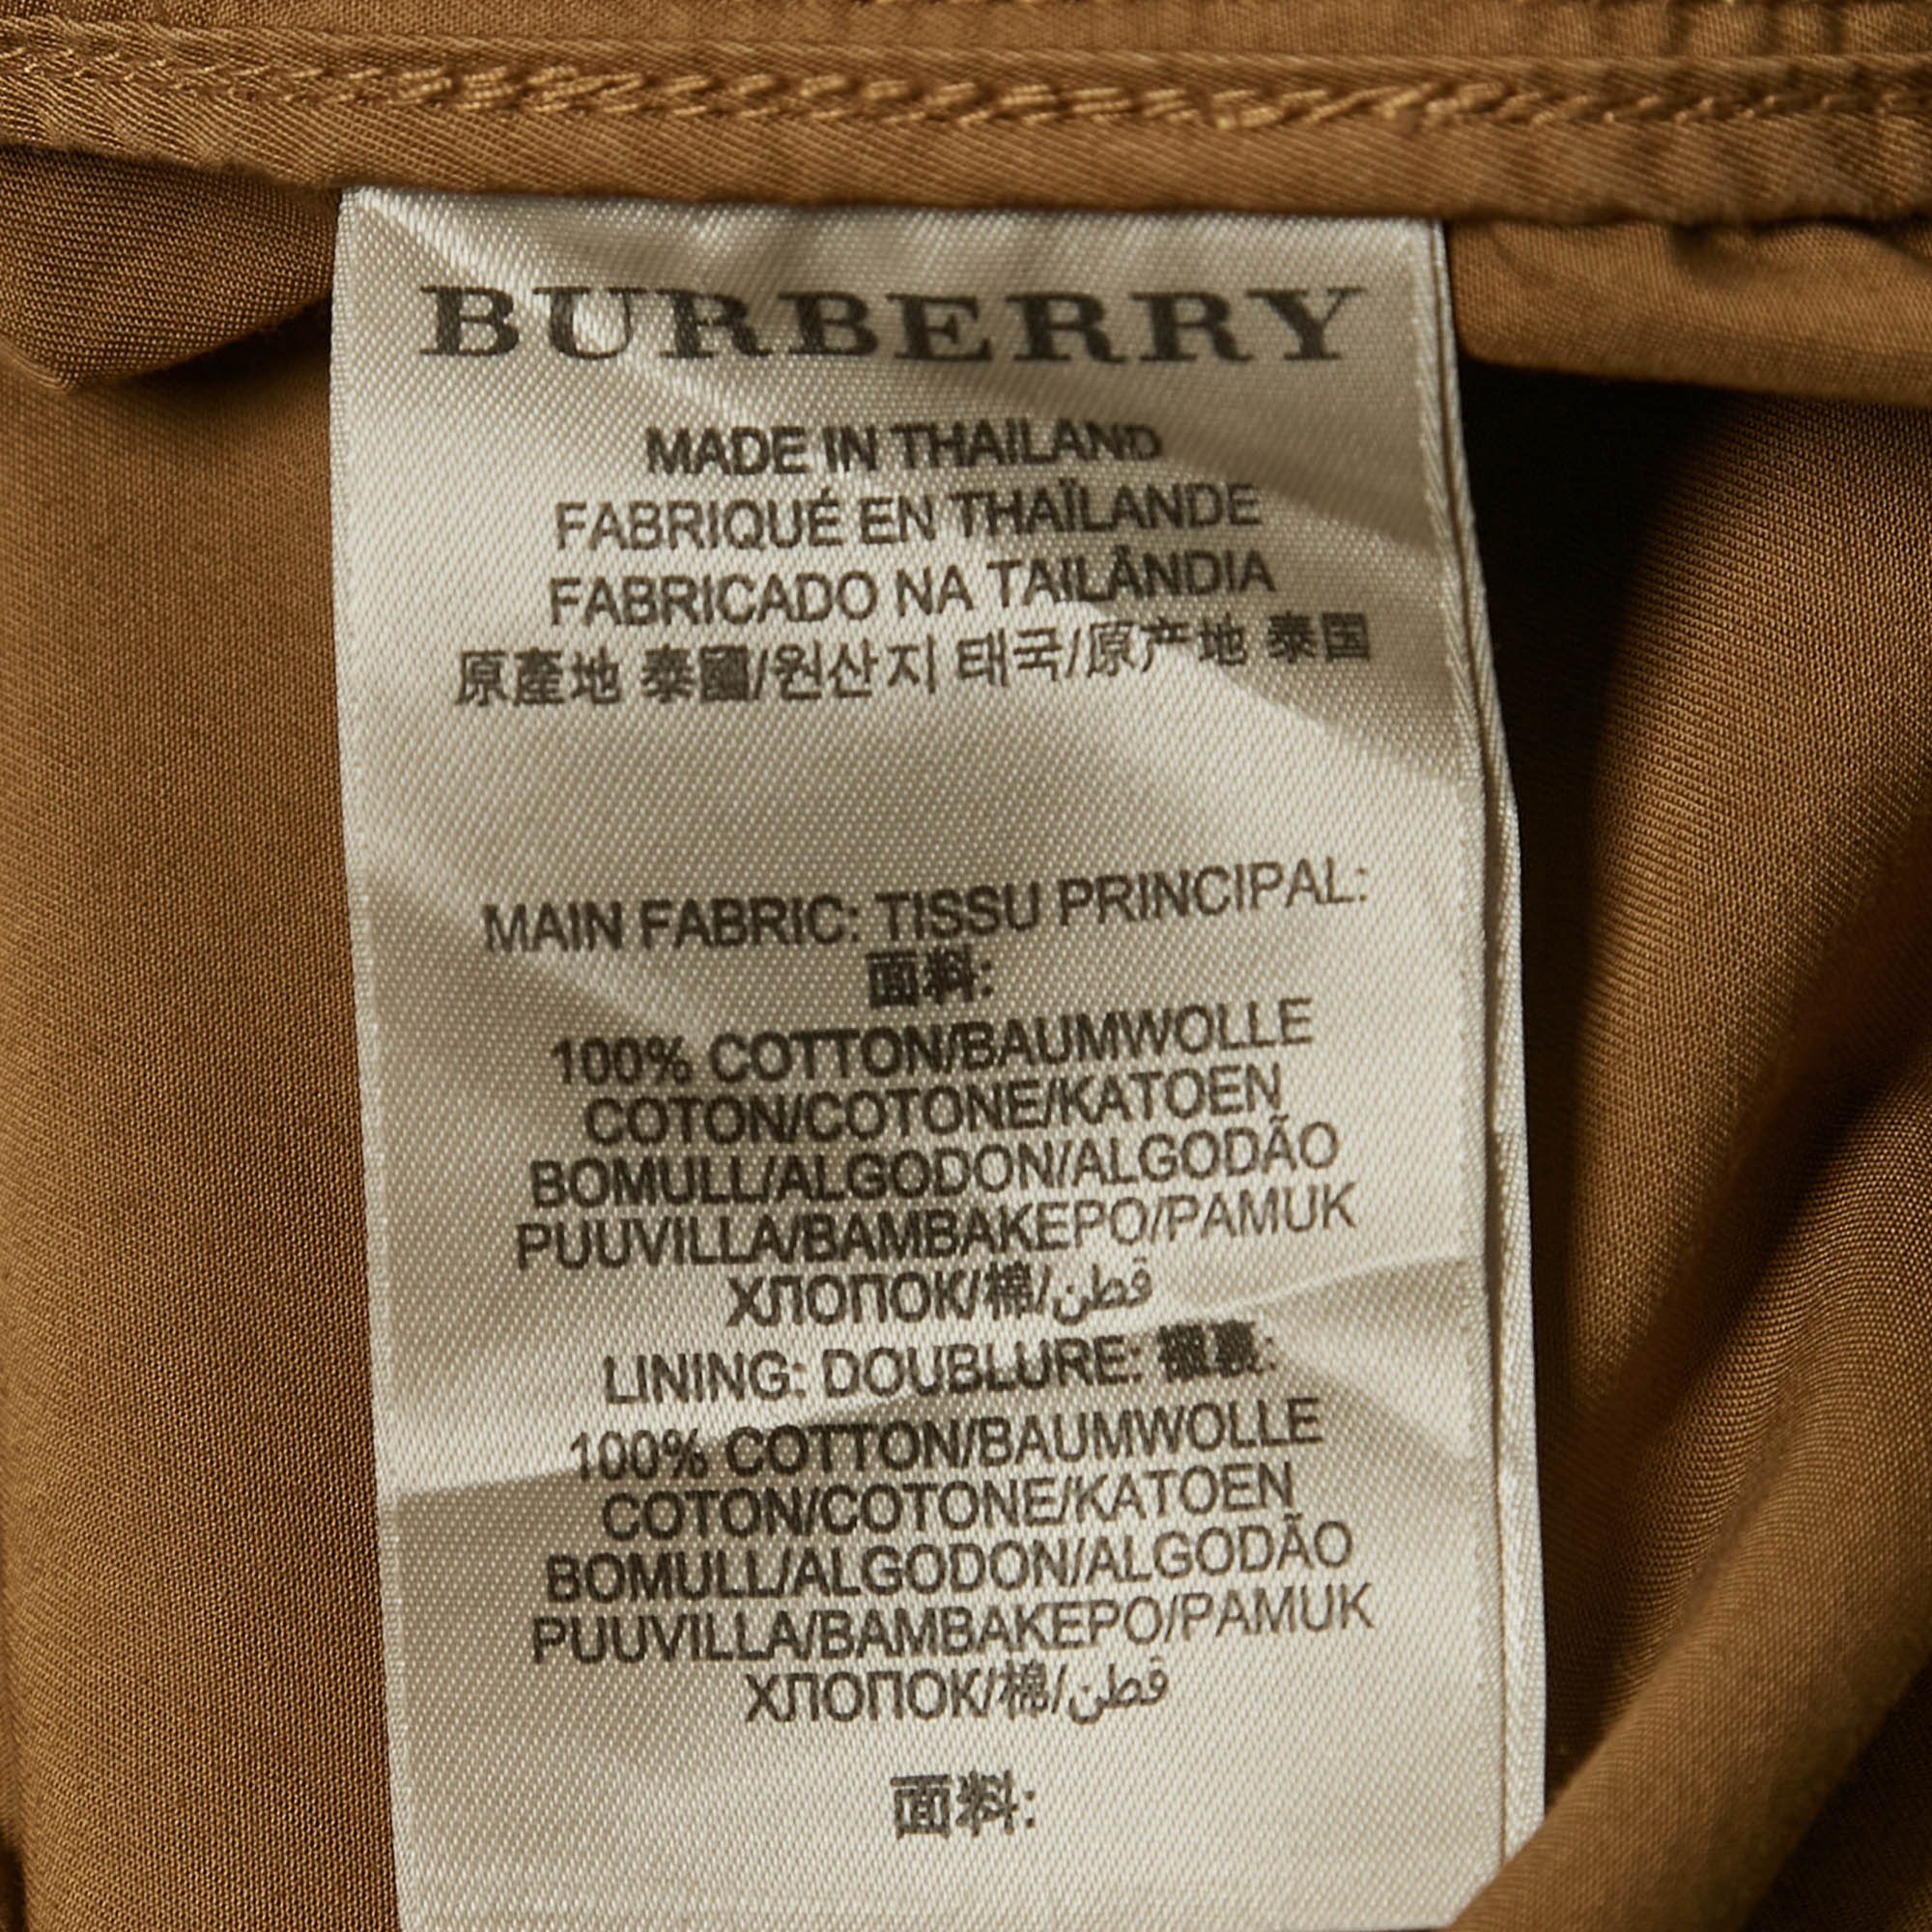 BURBERRY
MADE IN THAILAND
FABRIQUÉ EN THAÏLANDE
FABRICADO NA TAILÂNDIA
原產地 泰國/원산지 태국/原产地 泰国
MAIN FABRIC: TISSU PRINCIPAL:
面料:
100% COTTON/BAUMWOLLE
COTON/COTONE/KATOEN
BOMULL/ALGODON/ALGODÃO
PUUVILLA/BAMBAKEPO/PAMUK
ХЛОПОК/棉/قطن
LINING: DOUBLURE:
100% COTTON/BAUMWOLLE
COTON/COTONE/KATOEN
BOMULL/ALGODON/ALGODÃO
PUUVILLA/BAMBAKEPO/PAMUK
ХЛОПОК/棉/قطن
面料: